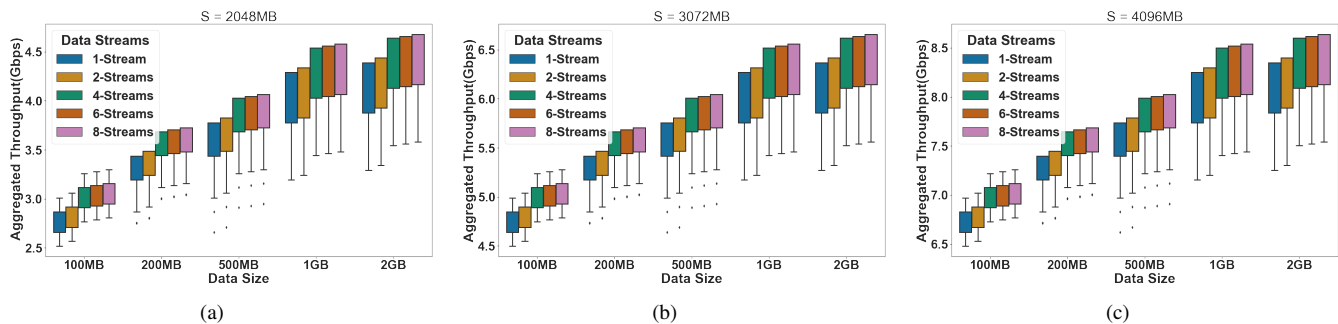 S = 2048MB
Aggregated Throughput(Gbps)
4.5
4.0
3.5
3.0
2.5
Data Streams
1-Stream
2-Streams
4-Streams
6-Streams
8-Streams
100MB 200MB 500MB 1GB 2GB
Data Size
(a)
S = 3072MB
Aggregated Throughput(Gbps)
6.5
6.0
5.5
5.0
4.5
Data Streams
1-Stream
2-Streams
4-Streams
6-Streams
8-Streams
100MB 200MB 500MB 1GB 2GB
Data Size
(b)
S = 4096MB
Aggregated Throughput(Gbps)
8.5
8.0
7.5
7.0
6.5
Data Streams
1-Stream
2-Streams
4-Streams
6-Streams
8-Streams
100MB 200MB 500MB 1GB 2GB
Data Size
(c)